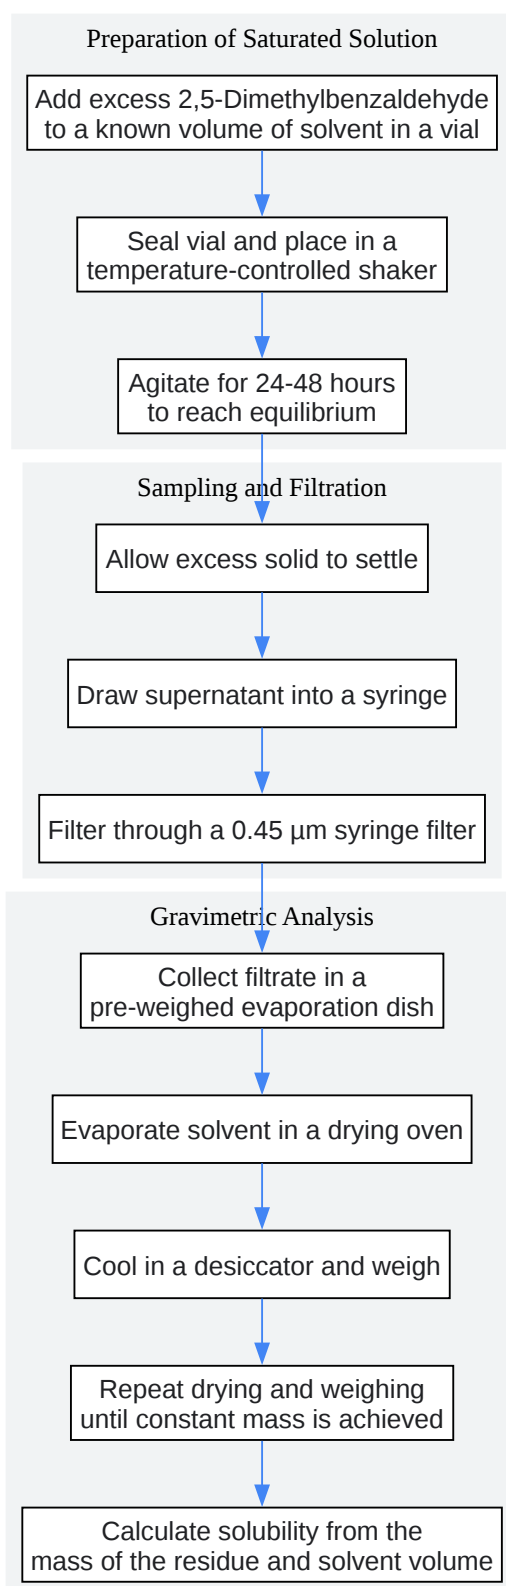 Preparation of Saturated Solution
Add excess 2,5-Dimethylbenzaldehyde
to a known volume of solvent in a vial
Seal vial and place in a
temperature-controlled shaker
Agitate for 24-48 hours
to reach equilibrium
Sampling and Filtration
Allow excess solid to settle
Draw supernatant into a syringe
Filter through a 0.45 µm syringe filter
Gravimetric Analysis
Collect filtrate in a
pre-weighed evaporation dish
Evaporate solvent in a drying oven
Cool in a desiccator and weigh
Repeat drying and weighing
until constant mass is achieved
Calculate solubility from the
mass of the residue and solvent volume